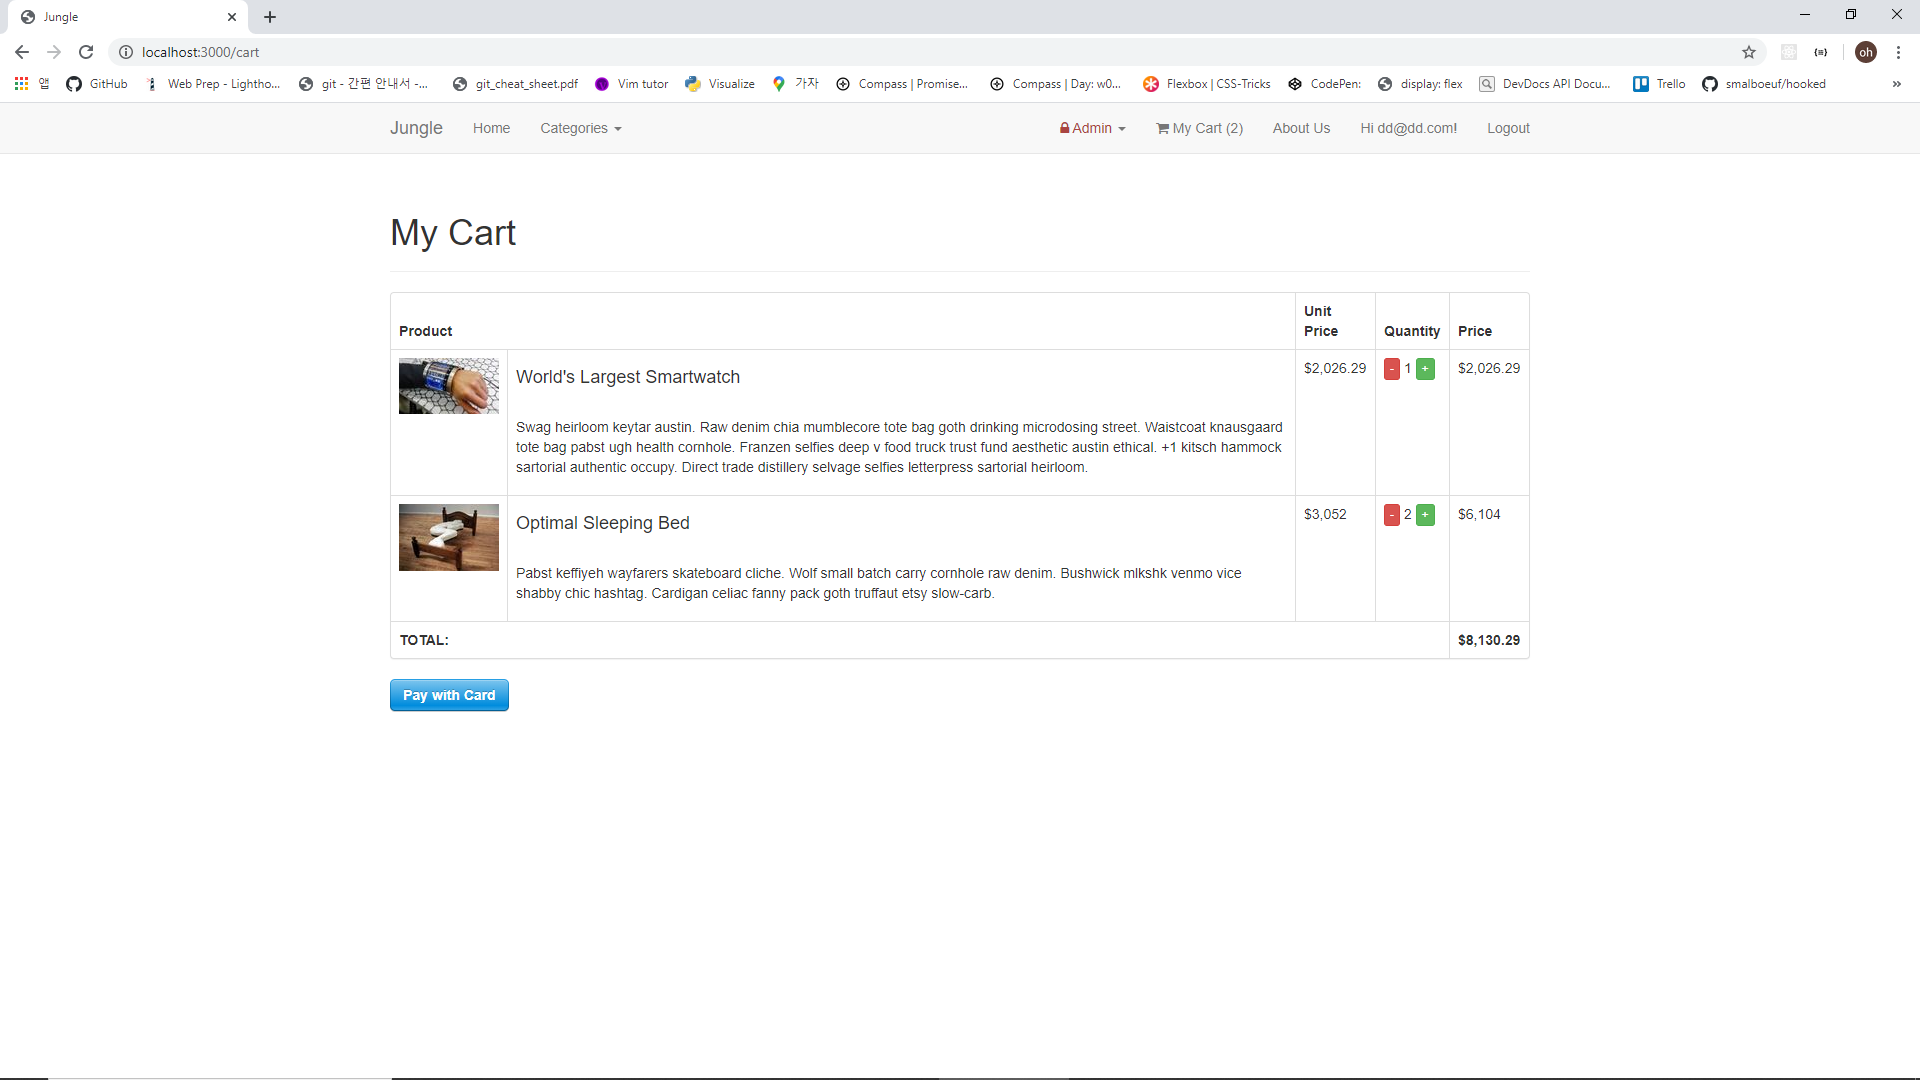 Jungle
localhost:3000/cart
oh
앱 GitHub Web Prep - Lightho... git - 간편 안내서 -... git_cheat_sheet.pdf Vim tutor Visualize 가자 Compass | Promise... Compass | Day: w0... Flexbox | CSS-Tricks CodePen: display: flex DevDocs API Docu... Trello smalboeuf/hooked »
Jungle Home Categories Admin My Cart (2) About Us Hi dd@dd.com! Logout
My Cart
Product Unit Price Quantity Price
World's Largest Smartwatch $2,026.29 - 1 + $2,026.29
Swag heirloom keytar austin. Raw denim chia mumblecore tote bag goth drinking microdosing street. Waistcoat knausgaard
tote bag pabst ugh health cornhole. Franzen selfies deep v food truck trust fund aesthetic austin ethical. +1 kitsch hammock
sartorial authentic occupy. Direct trade distillery selvage selfies letterpress sartorial heirloom.
Optimal Sleeping Bed $3,052 - 2 + $6,104
Pabst keffiyeh wayfarers skateboard cliche. Wolf small batch carry cornhole raw denim. Bushwick mlkshk venmo vice
shabby chic hashtag. Cardigan celiac fanny pack goth truffaut etsy slow-carb.
TOTAL: $8,130.29
Pay with Card